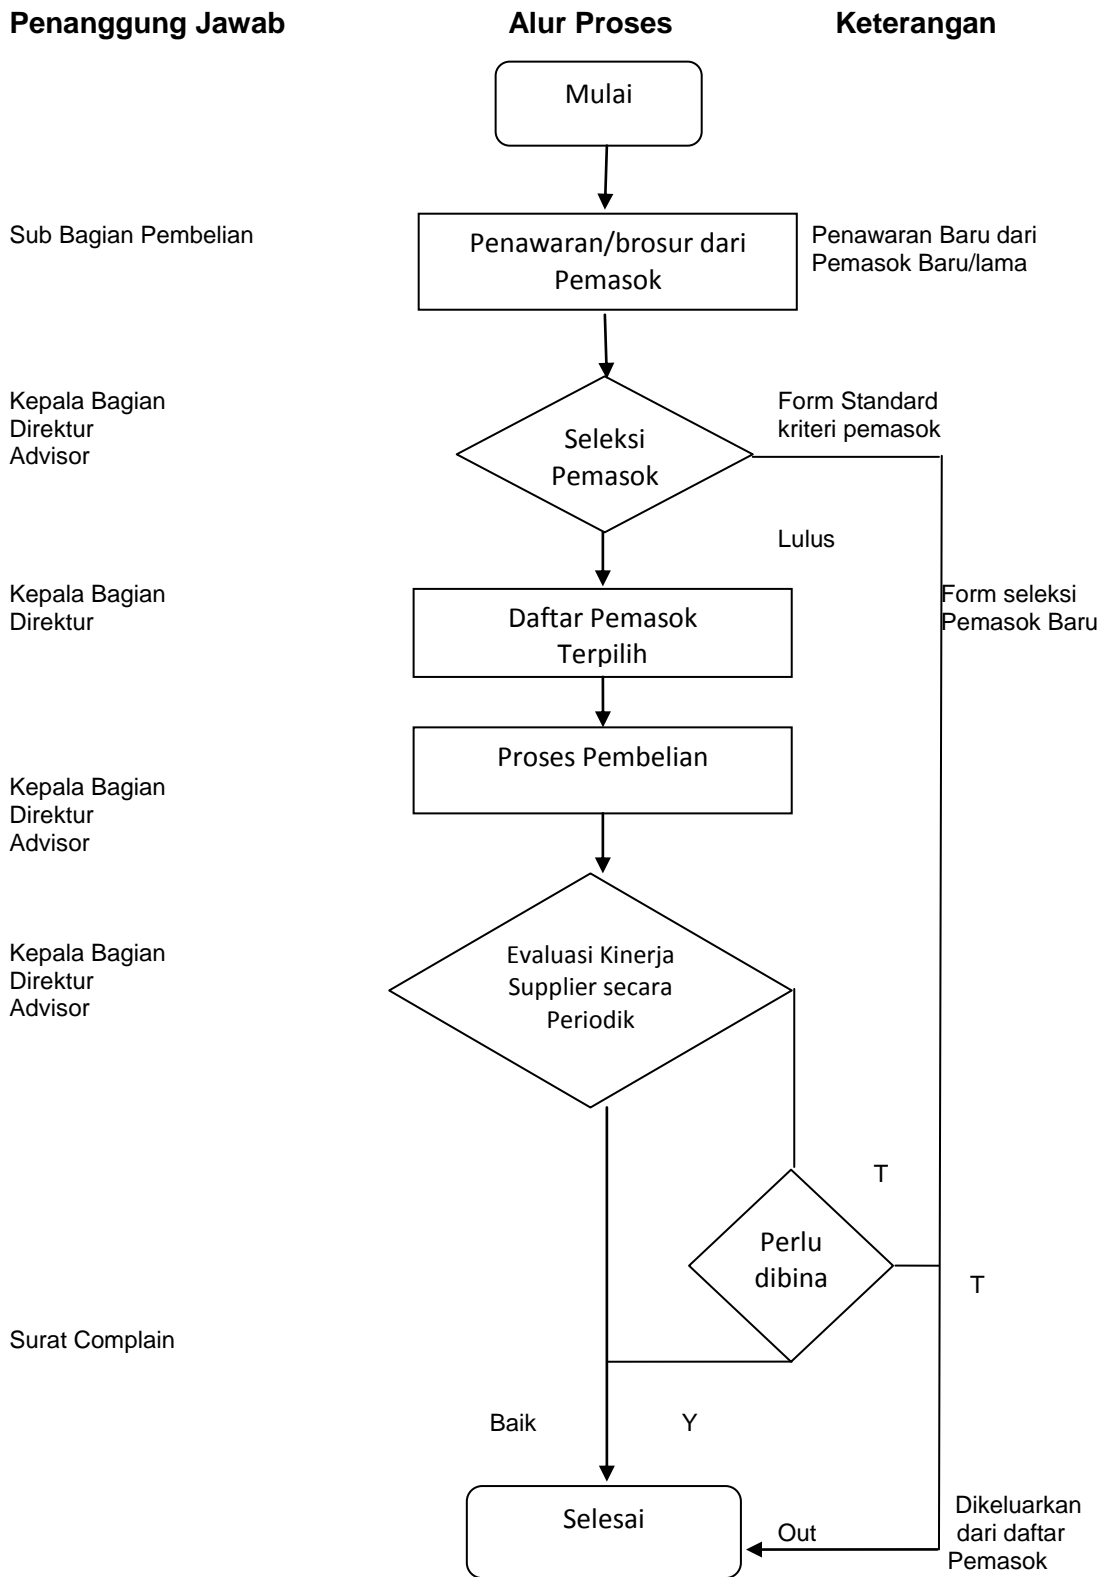 Penanggung Jawab
Alur Proses
Keterangan
Mulai
Sub Bagian Pembelian
Penawaran/brosur dari
Pemasok
Penawaran Baru dari
Pemasok Baru/lama
Kepala Bagian
Direktur
Advisor
Seleksi
Pemasok
Form Standard
kriteri pemasok
Lulus
Kepala Bagian
Direktur
Daftar Pemasok
Terpilih
Form seleksi
Pemasok Baru
Proses Pembelian
Kepala Bagian
Direktur
Advisor
Kepala Bagian
Direktur
Advisor
Evaluasi Kinerja
Supplier secara
Periodik
T
Perlu
dibina
T
Surat Complain
Baik
Y
Selesai
Out
Dikeluarkan
dari daftar
Pemasok